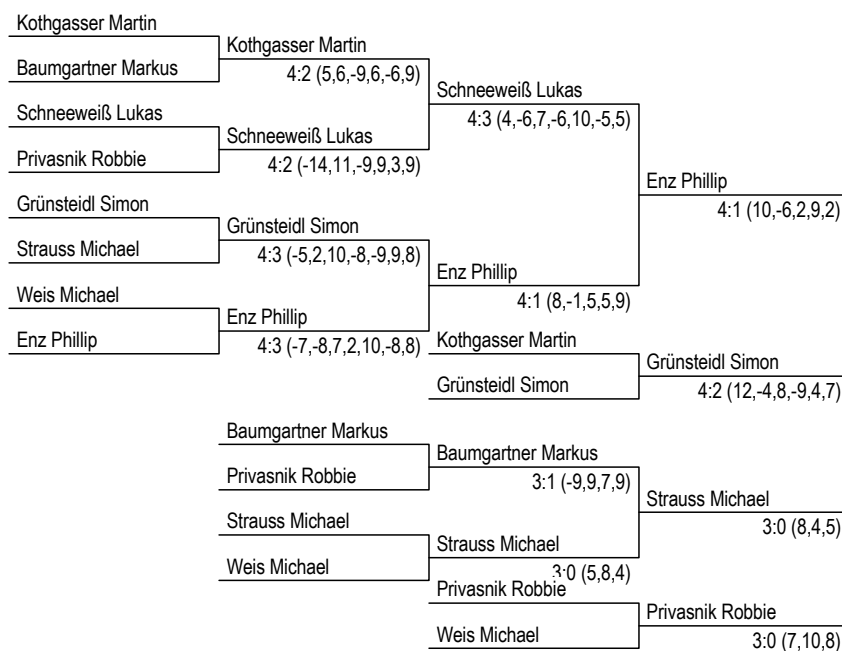 Kothgasser Martin
Kothgasser Martin
Baumgartner Markus
4:2 (5,6,-9,6,-6,9)
Schneeweiß Lukas
Schneeweiß Lukas
4:3 (4,-6,7,-6,10,-5,5)
Schneeweiß Lukas
Privasnik Robbie
4:2 (-14,11,-9,9,3,9)
Enz Phillip
4:1 (10,-6,2,9,2)
Grünsteidl Simon
Grünsteidl Simon
Strauss Michael
4:3 (-5,2,10,-8,-9,9,8)
Enz Phillip
Weis Michael
4:1 (8,-1,5,5,9)
Enz Phillip
Enz Phillip
4:3 (-7,-8,7,2,10,-8,8)
Kothgasser Martin
Grünsteidl Simon
Grünsteidl Simon
4:2 (12,-4,8,-9,4,7)
Baumgartner Markus
Baumgartner Markus
Privasnik Robbie
3:1 (-9,9,7,9)
Strauss Michael
Strauss Michael
3:0 (8,4,5)
Strauss Michael
Weis Michael
3:0 (5,8,4)
Privasnik Robbie
Privasnik Robbie
Weis Michael
3:0 (7,10,8)